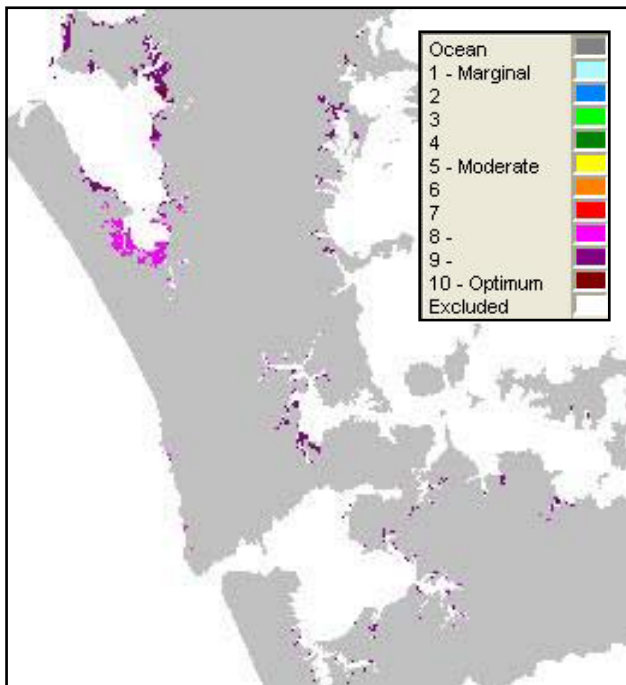 Ocean
1 - Marginal
2
3
4
5 - Moderate
6
7
8 -
9 -
10 - Optimum
Excluded